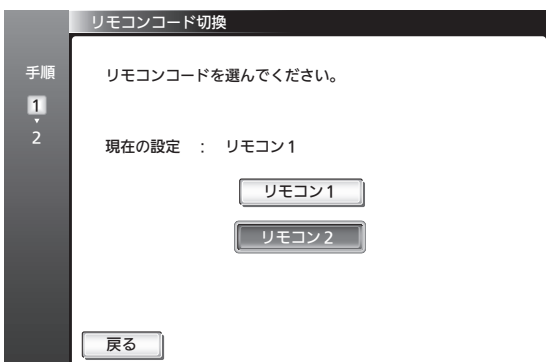 リモコンコード切換
手順
1
2
リモコンコードを選んでください。
現在の設定 : リモコン1
リモコン1
リモコン2
戻る